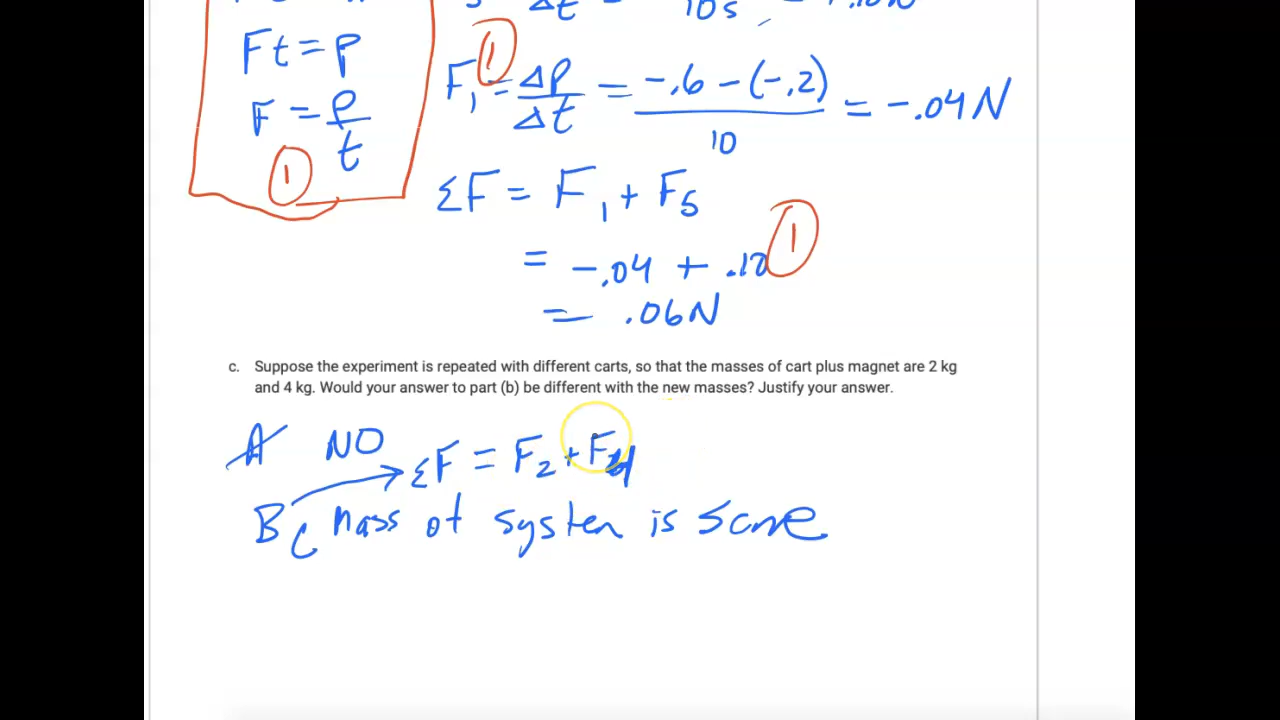 Δt = 10s
Ft = p
F = p/t
①
F₁ = Δp/Δt = -.6 - (-.2) / 10 = -.04N
①
ΣF = F₁ + F₅
= -.04 + .10 ①
= .06N
c. Suppose the experiment is repeated with different carts, so that the masses of cart plus magnet are 2 kg
and 4 kg. Would your answer to part (b) be different with the new masses? Justify your answer.
NO ΣF = F₂ + F₄
Bc Mass of system is same